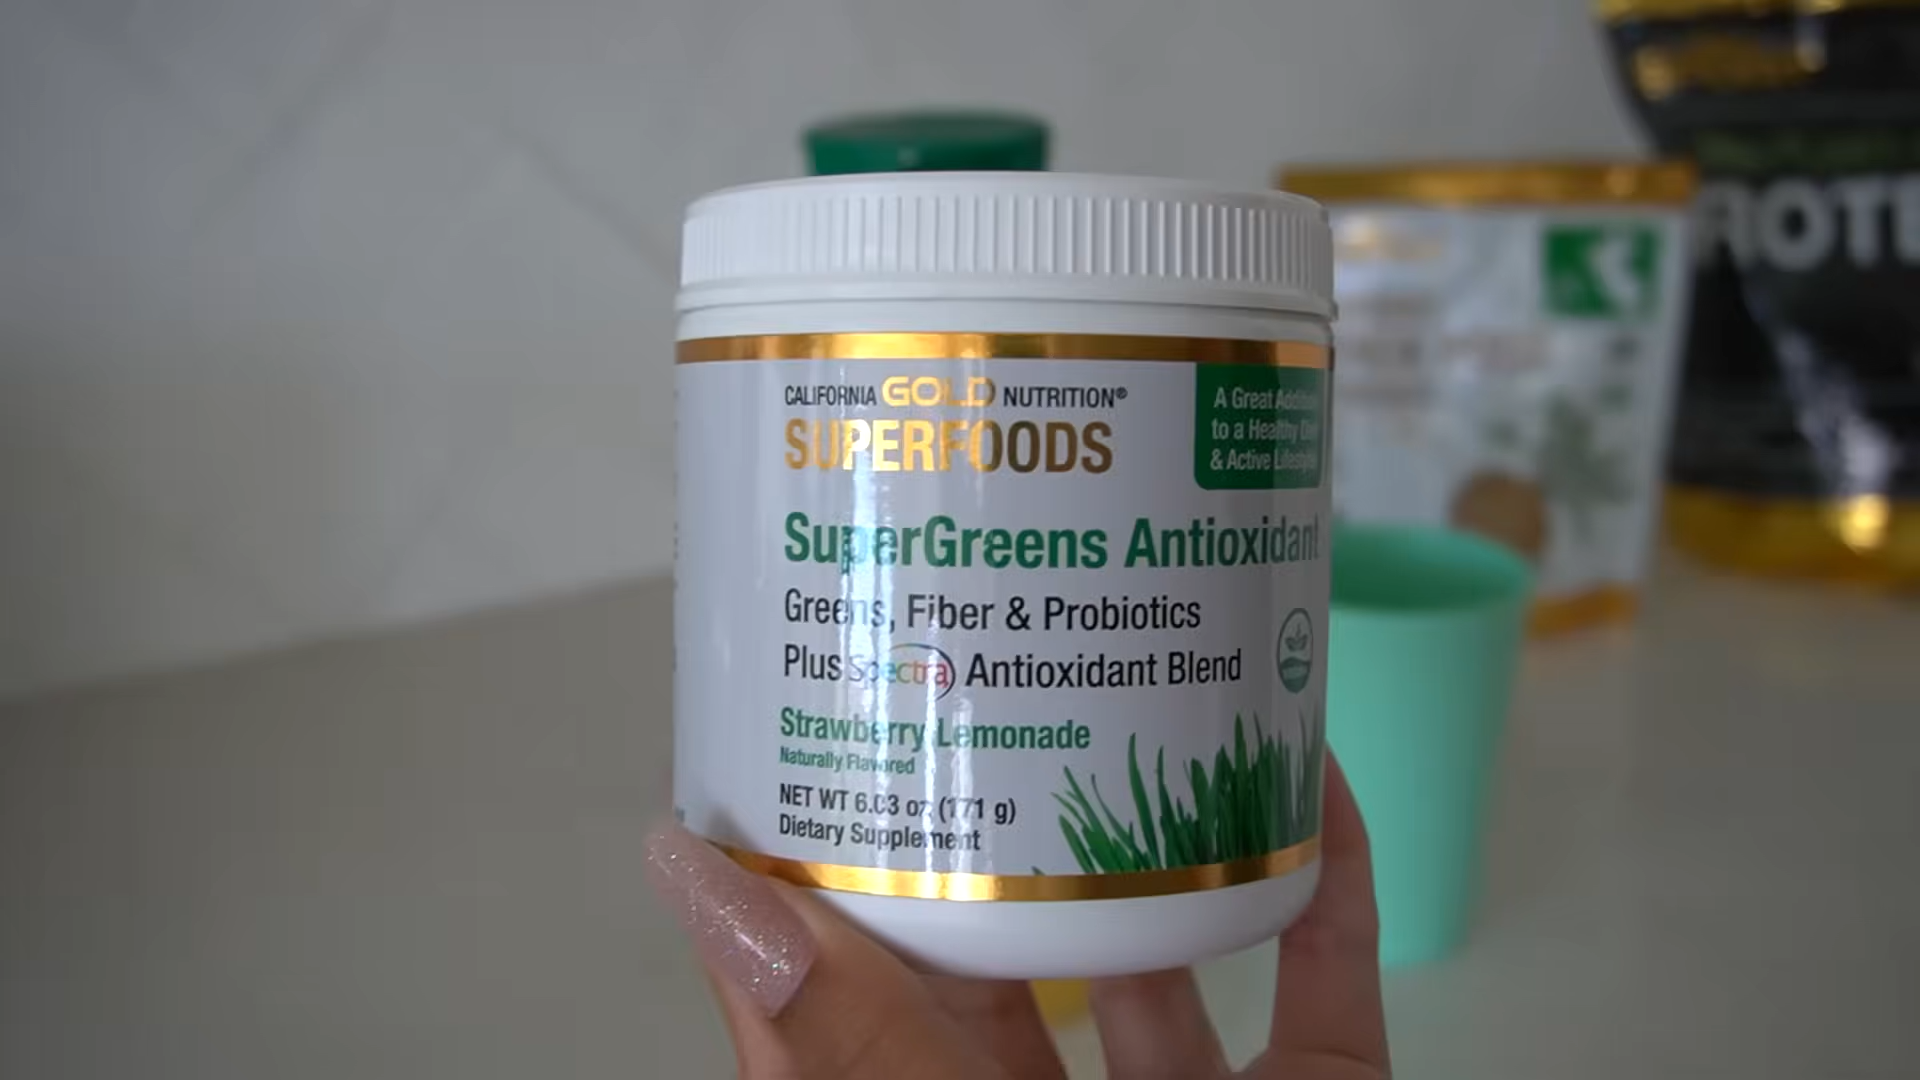 CALIFORNIA GOLD NUTRITION®
SUPERFOODS
A Great
to a Healthy
& Active
SuperGreens Antioxidant
Greens, Fiber & Probiotics
Plus Spectra Antioxidant Blend
Strawberry Lemonade
Naturally Flavored
NET WT 6.03 oz (171 g)
Dietary Supplement